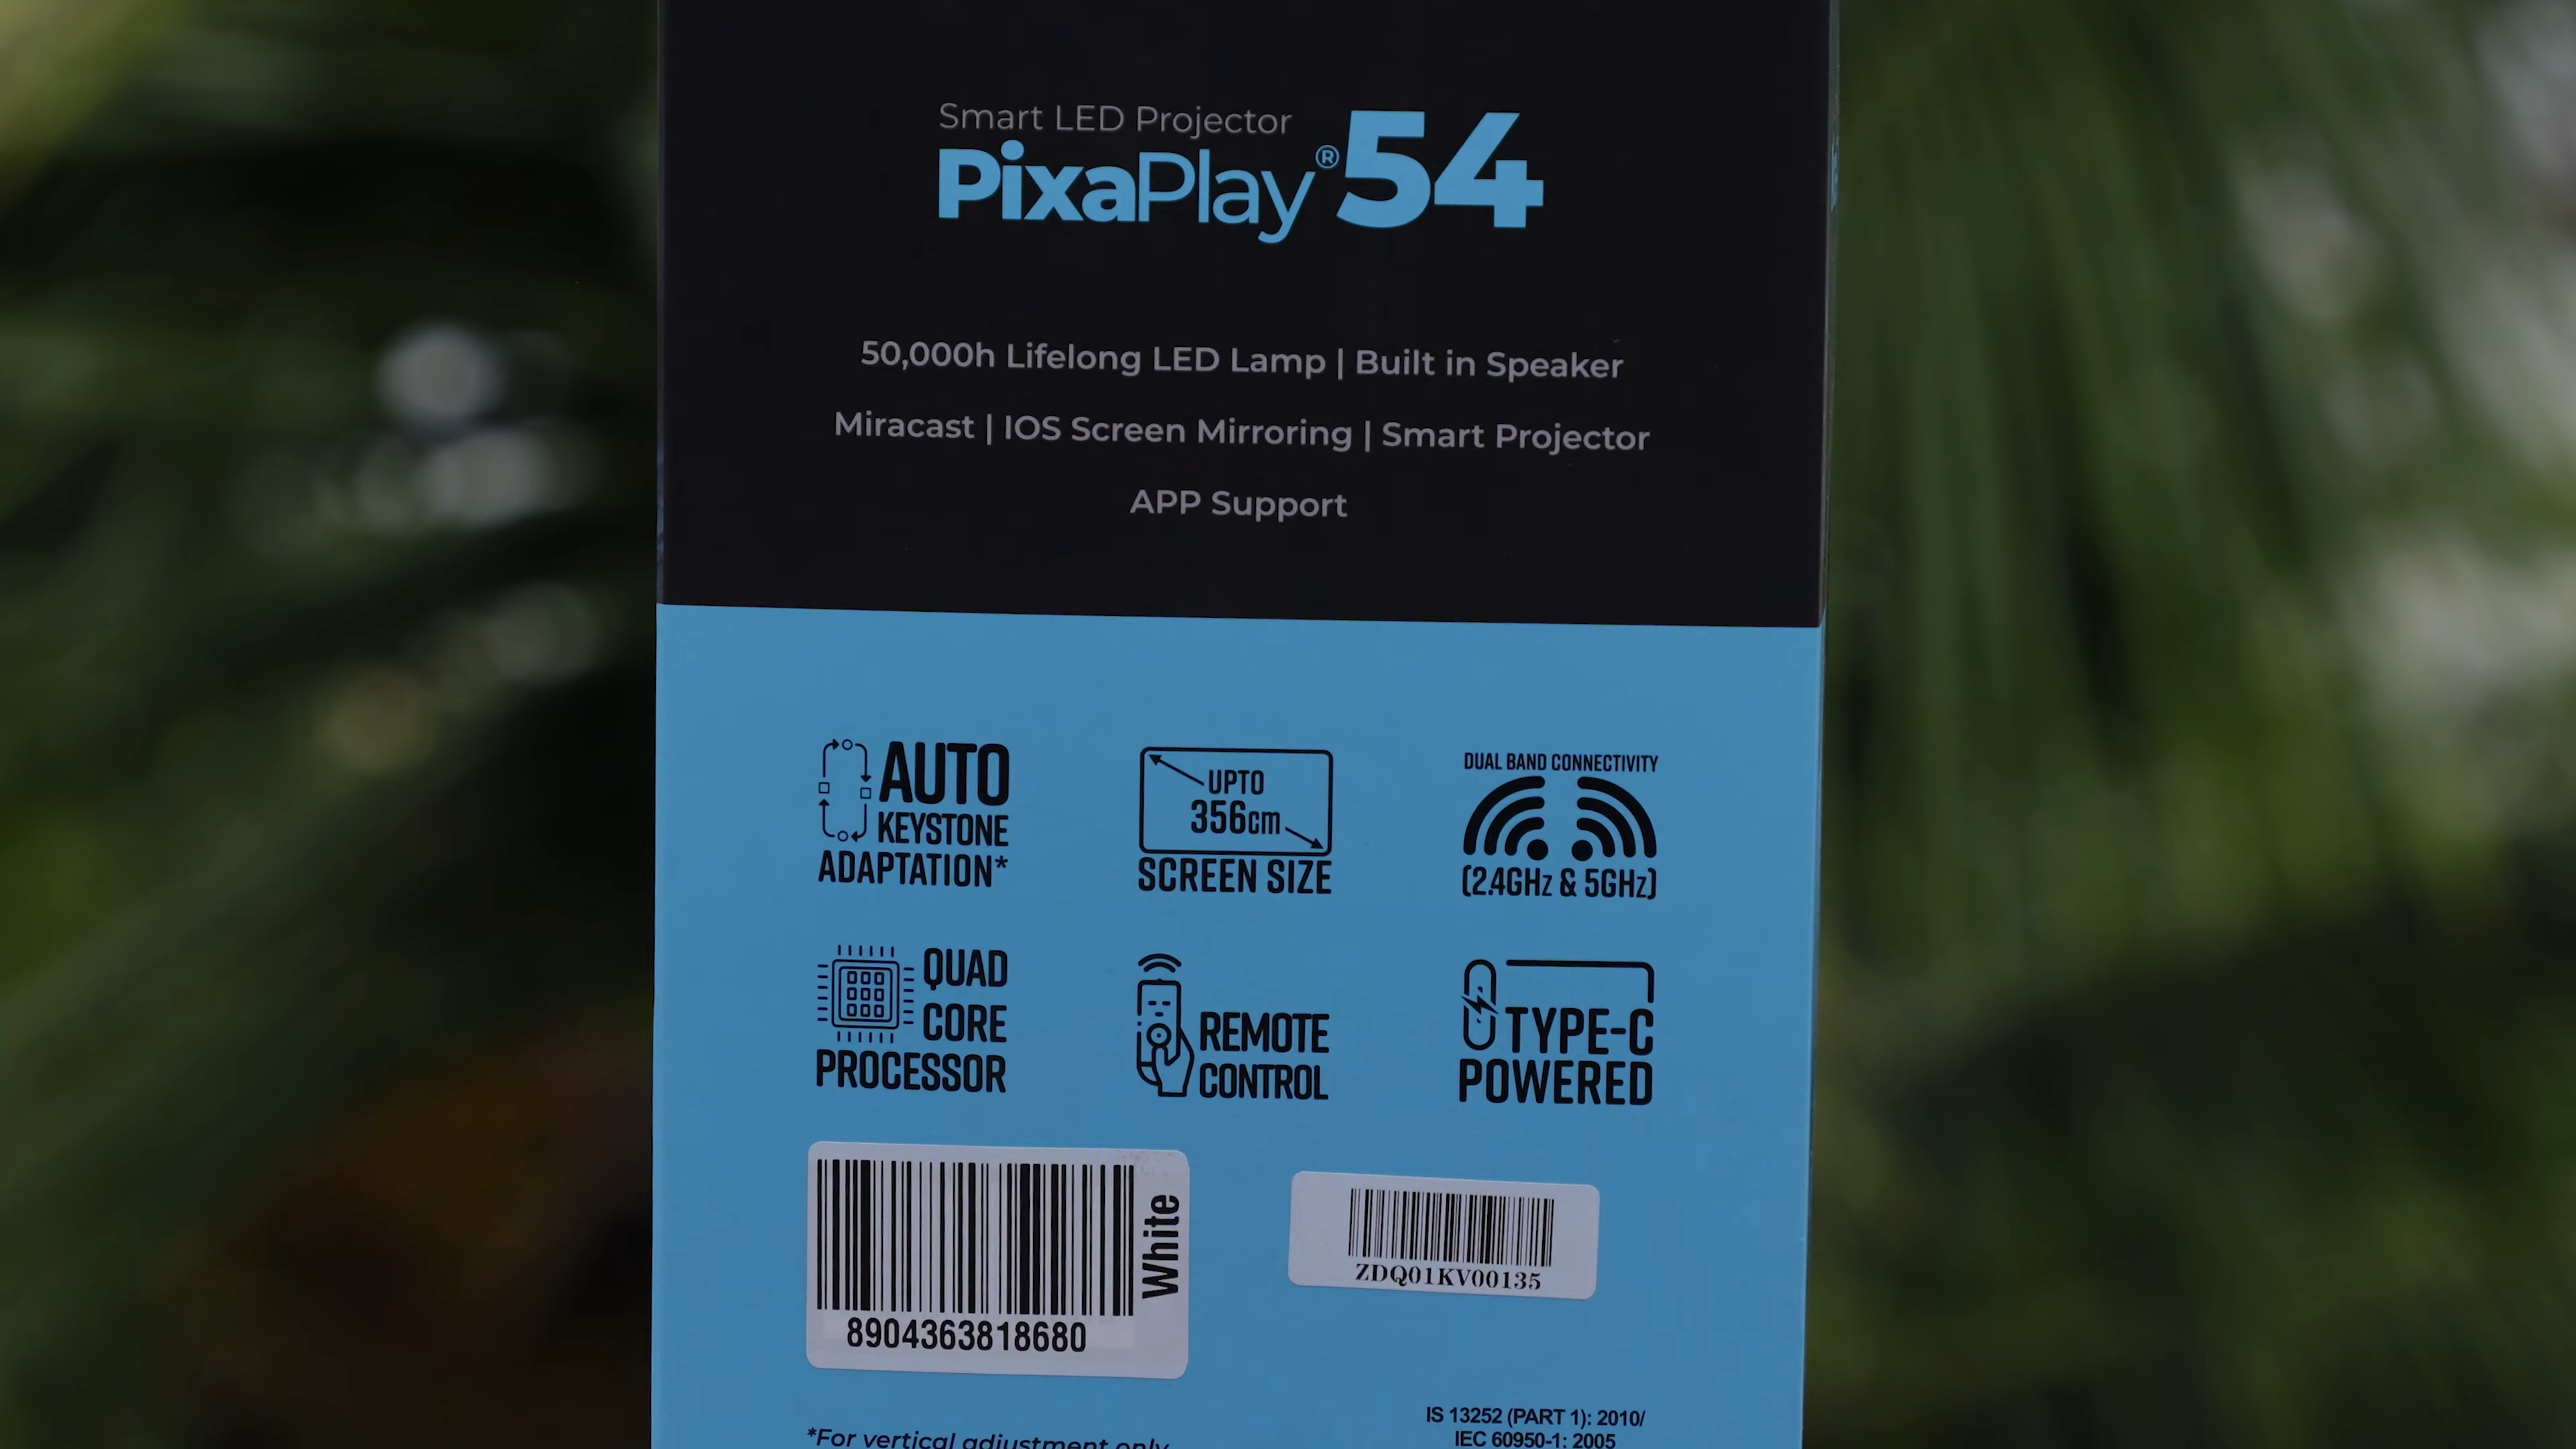 Smart LED Projector
PixaPlay® 54
50,000h Lifelong LED Lamp | Built in Speaker
Miracast | IOS Screen Mirroring | Smart Projector
APP Support
AUTO
KEYSTONE
ADAPTATION*
UPTO
356cm
SCREEN SIZE
DUAL BAND CONNECTIVITY
(2.4GHz & 5GHz)
QUAD
CORE
PROCESSOR
REMOTE
CONTROL
TYPE-C
POWERED
White
8904363818680
ZDQ01KV00135
*For vertical adjustment only
IS 13252 (PART 1): 2010/
IEC 60950-1: 2005